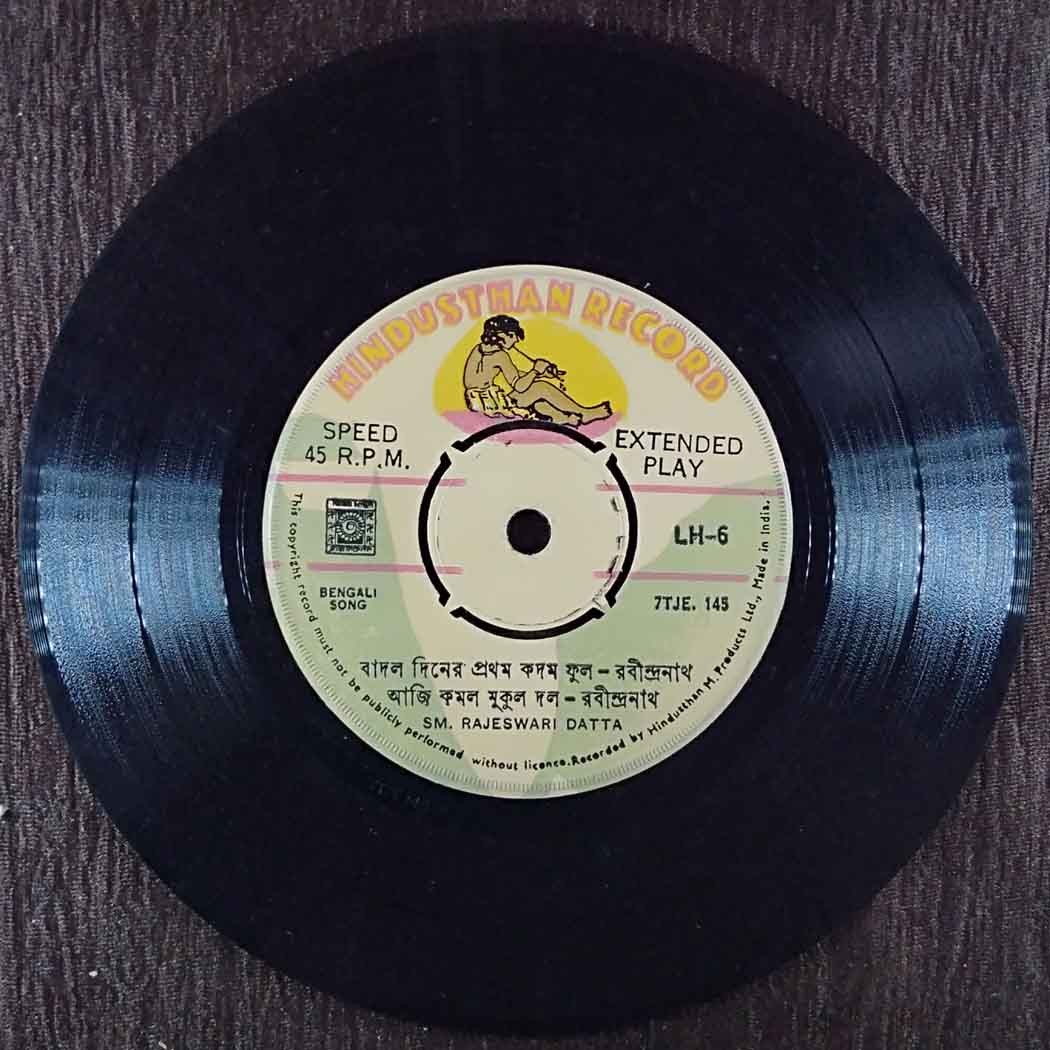 HINDUSTHAN RECORD
SPEED
45 R.P.M.
EXTENDED
PLAY
LH-6
BENGALI
SONG
7TJE. 145
বাদল দিনের প্রথম কদম ফুল – রবীন্দ্রনাথ
আজি কমল মুকুল দল – রবীন্দ্রনাথ
SM. RAJESWARI DATTA
This copyright record must not be publicly performed without licence. Recorded by Hindusthan M. Products Ltd., Made in India.